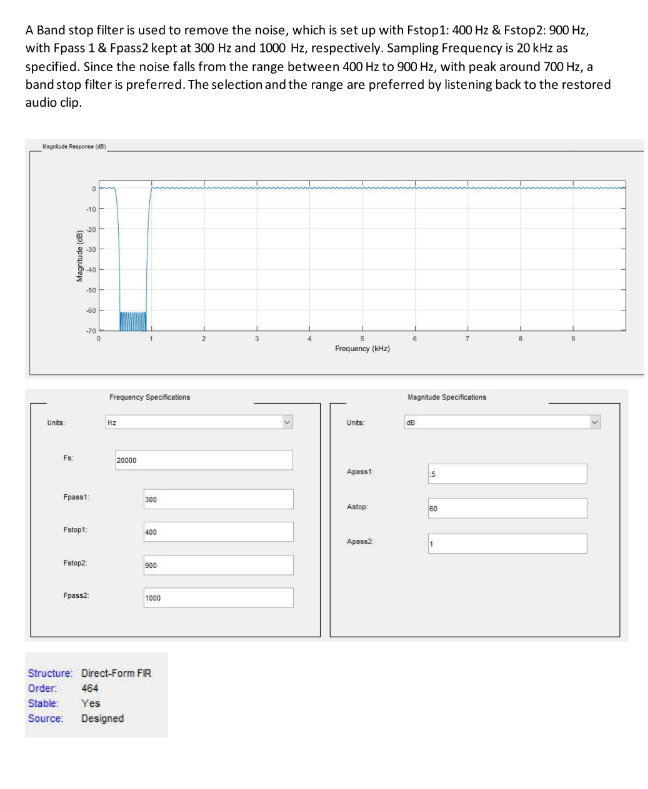 A Band stop filter is used to remove the noise, which is set up with Fstop1: 400 Hz & Fstop2: 900 Hz,
with Fpass 1 & Fpass2 kept at 300 Hz and 1000 Hz, respectively. Sampling Frequency is 20 kHz as
specified. Since the noise falls from the range between 400 Hz to 900 Hz, with peak around 700 Hz, a
band stop filter is preferred. The selection and the range are preferred by listening back to the restored
audio clip.
Magnitude Response (dB)
Magnitude (dB)
0
-10
-20
-30
-40
-50
-60
-70
0 1 2 3 4 5 6 7 8 9
Frequency (kHz)
Frequency Specifications
Units: Hz
Fs: 20000
Fpass1: 300
Fstop1: 400
Fstop2: 900
Fpass2: 1000
Magnitude Specifications
Units: dB
Apass1: .5
Astop: 60
Apass2: 1
Structure: Direct-Form FIR
Order: 464
Stable: Yes
Source: Designed